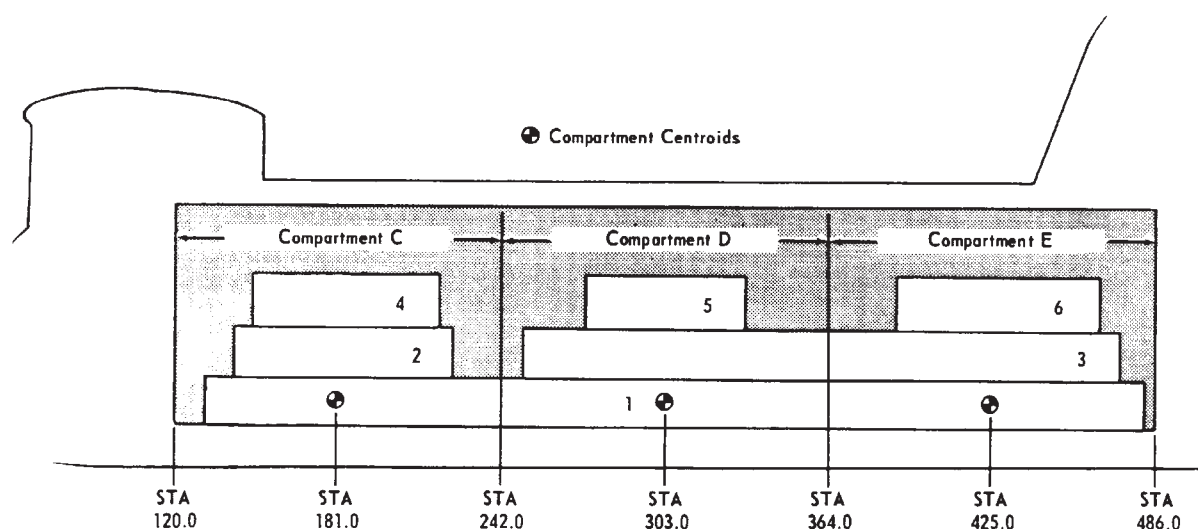 Compartment Centroids
Compartment C
Compartment D
Compartment E
4
5
6
2
3
1
STA
120.0
STA
181.0
STA
242.0
STA
303.0
STA
364.0
STA
425.0
STA
486.0